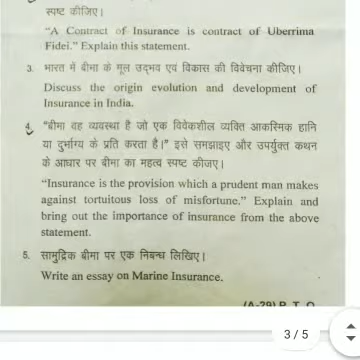 स्पष्ट कीजिए।
“A Contract of Insurance is contract of Uberrima
Fidei.” Explain this statement.
3. भारत में बीमा के मूल उद्भव एवं विकास की विवेचना कीजिए।
Discuss the origin evolution and development of
Insurance in India.
4. “बीमा वह व्यवस्था है जो एक विवेकशील व्यक्ति आकस्मिक हानि
या दुर्भाग्य के प्रति करता है।” इसे समझाइए और उपर्युक्त कथन
के आधार पर बीमा का महत्व स्पष्ट कीजए।
“Insurance is the provision which a prudent man makes
against tortuitous loss of misfortune.” Explain and
bring out the importance of insurance from the above
statement.
5. सामुद्रिक बीमा पर एक निबन्ध लिखिए।
Write an essay on Marine Insurance.
(A-29) P. T. O.
3 / 5